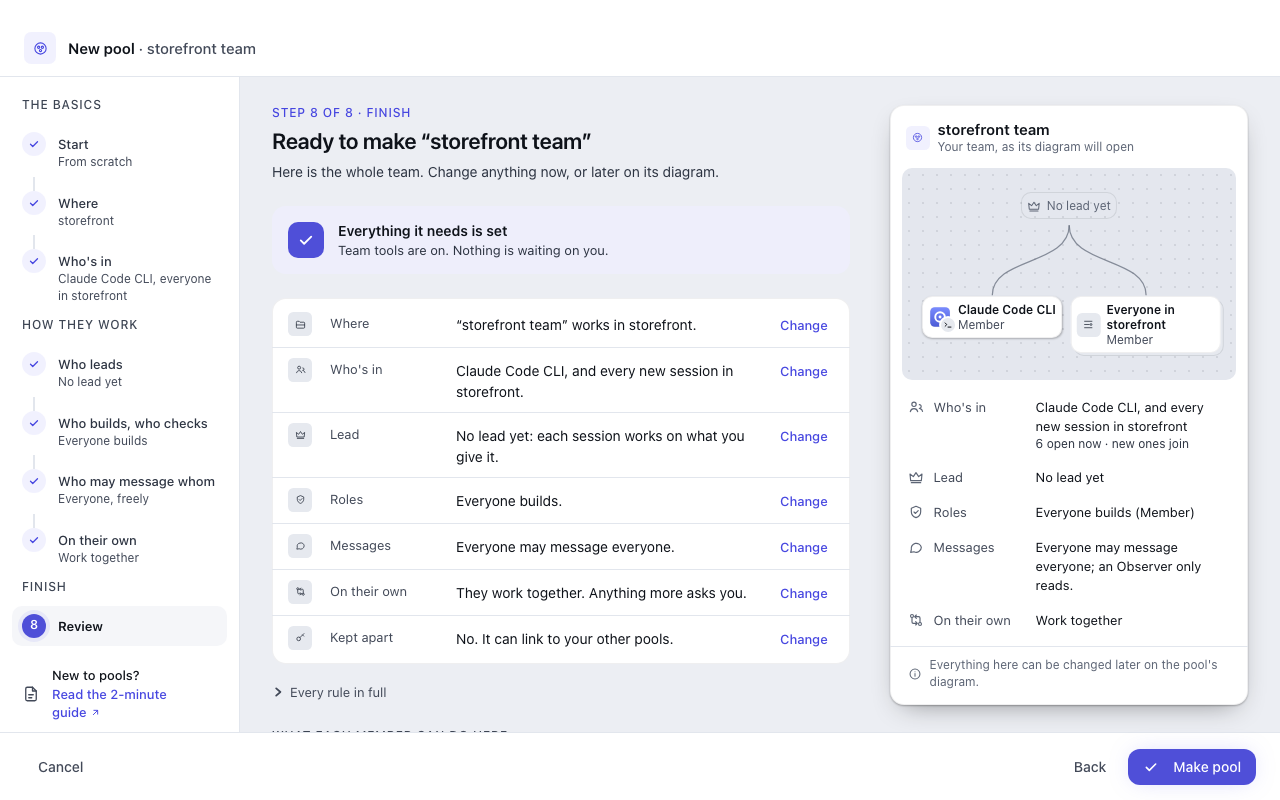 New pool · storefront team
THE BASICS
Start
From scratch
Where
storefront
Who's in
Claude Code CLI, everyone
in storefront
HOW THEY WORK
Who leads
No lead yet
Who builds, who checks
Everyone builds
Who may message whom
Everyone, freely
On their own
Work together
FINISH
8
Review
New to pools?
Read the 2-minute
guide ↗
STEP 8 OF 8 · FINISH
Ready to make “storefront team”
Here is the whole team. Change anything now, or later on its diagram.
Everything it needs is set
Team tools are on. Nothing is waiting on you.
Where
“storefront team” works in storefront.
Change
Who's in
Claude Code CLI, and every new session in
storefront.
Change
Lead
No lead yet: each session works on what you
give it.
Change
Roles
Everyone builds.
Change
Messages
Everyone may message everyone.
Change
On their own
They work together. Anything more asks you.
Change
Kept apart
No. It can link to your other pools.
Change
Every rule in full
WHAT EACH MEMBER CAN DO HERE
storefront team
Your team, as its diagram will open
No lead yet
Claude Code CLI
Member
Everyone in
storefront
Member
Who's in
Claude Code CLI, and every
new session in storefront
6 open now · new ones join
Lead
No lead yet
Roles
Everyone builds (Member)
Messages
Everyone may message
everyone; an Observer only
reads.
On their own
Work together
Everything here can be changed later on the pool's
diagram.
Cancel
Back
Make pool